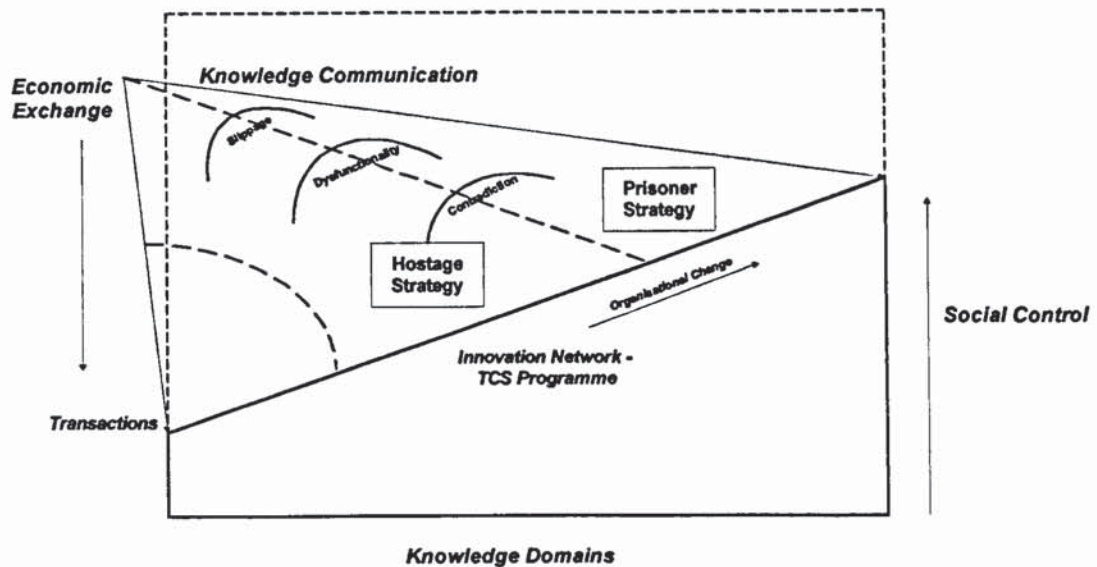 Knowledge Communication
Economic
Exchange
Slippage
Dysfunctionality
Contradiction
Prisoner
Strategy
Hostage
Strategy
Organisational Change
Social Control
Innovation Network -
TCS Programme
Transactions
Knowledge Domains